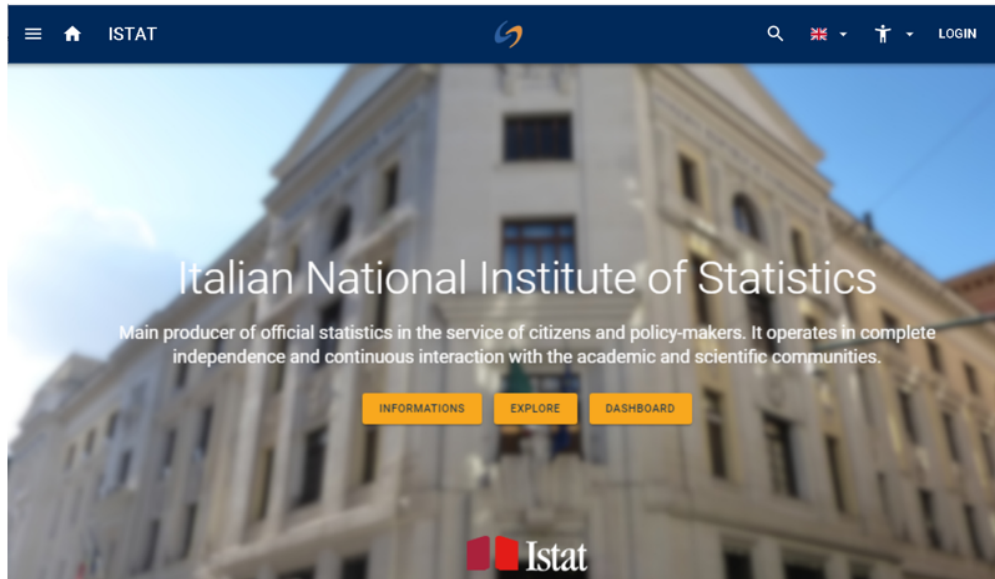 ISTAT
LOGIN
Italian National Institute of Statistics
Main producer of official statistics in the service of citizens and policy-makers. It operates in complete
independence and continuous interaction with the academic and scientific communities.
INFORMATIONS EXPLORE DASHBOARD
Istat